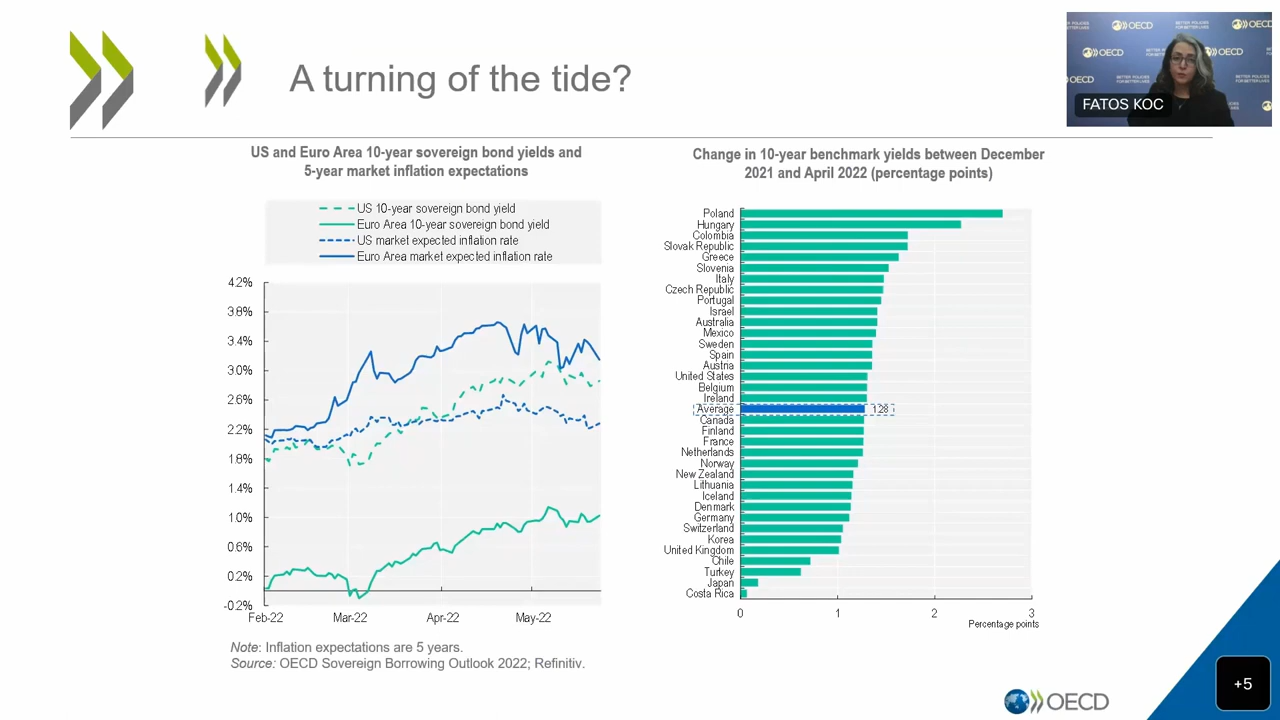 A turning of the tide?
FATOS KOC
OECD
BETTER POLICIES
FOR BETTER LIVES
US and Euro Area 10-year sovereign bond yields and
5-year market inflation expectations
US 10-year sovereign bond yield
Euro Area 10-year sovereign bond yield
US market expected inflation rate
Euro Area market expected inflation rate
4.2%
3.8%
3.4%
3.0%
2.6%
2.2%
1.8%
1.4%
1.0%
0.6%
0.2%
-0.2%
Feb-22 Mar-22 Apr-22 May-22
Note: Inflation expectations are 5 years.
Source: OECD Sovereign Borrowing Outlook 2022; Refinitiv.
Change in 10-year benchmark yields between December
2021 and April 2022 (percentage points)
Poland
Hungary
Colombia
Slovak Republic
Greece
Slovenia
Italy
Czech Republic
Portugal
Israel
Australia
Mexico
Sweden
Spain
Austria
United States
Belgium
Ireland
Average 128
Canada
Finland
France
Netherlands
Norway
New Zealand
Lithuania
Iceland
Denmark
Germany
Switzerland
Korea
United Kingdom
Chile
Turkey
Japan
Costa Rica
0 1 2 3
Percentage points
OECD
+5